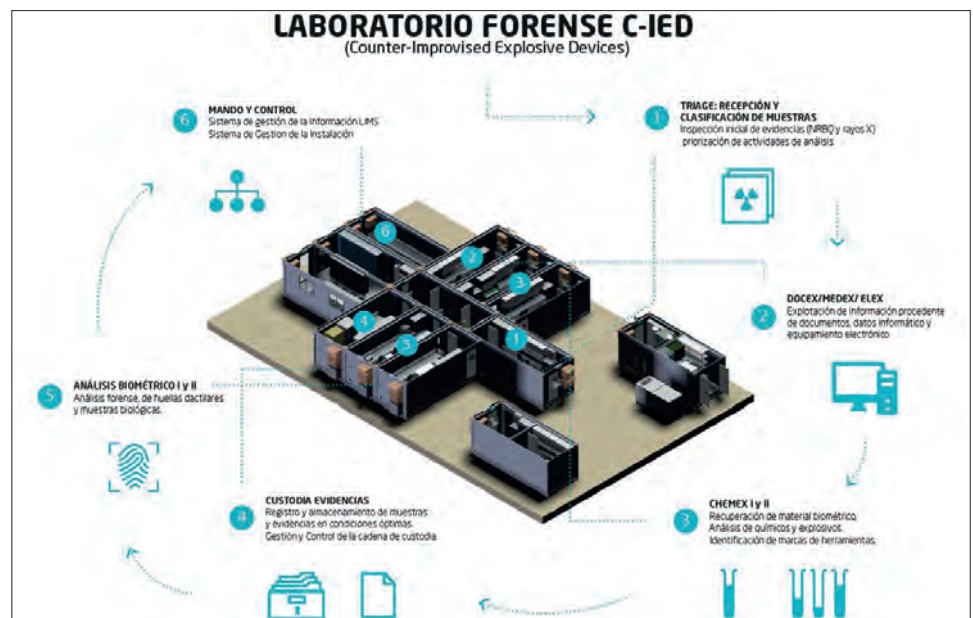 LABORATORIO FORENSE C-IED
(Counter-Improvised Explosive Devices)
1
TRIAGE: RECEPCIÓN Y
CLASIFICACIÓN DE MUESTRAS
Inspección inicial de evidencias (NRBQ y rayos X)
priorización de actividades de análisis
2
DOCEX/MEDEX/ ELEX
Explotación de información procedente
de documentos, datos informático y
equipamiento electrónico
3
CHEMEX I y II
Recuperación de material biométrico.
Análisis de químicos y explosivos.
Identificación de marcas de herramientas.
4
CUSTODIA EVIDENCIAS
Registro y almacenamiento de muestras
y evidencias en condiciones óptimas.
Gestión y Control de la cadena de custodia.
5
ANÁLISIS BIOMÉTRICO I y II
Análisis forense, de huellas dactilares
y muestras biológicas.
6
MANDO Y CONTROL
Sistema de gestión de la Información LIMS
Sistema de Gestion de la Instalación
6
2
3
4
5
1